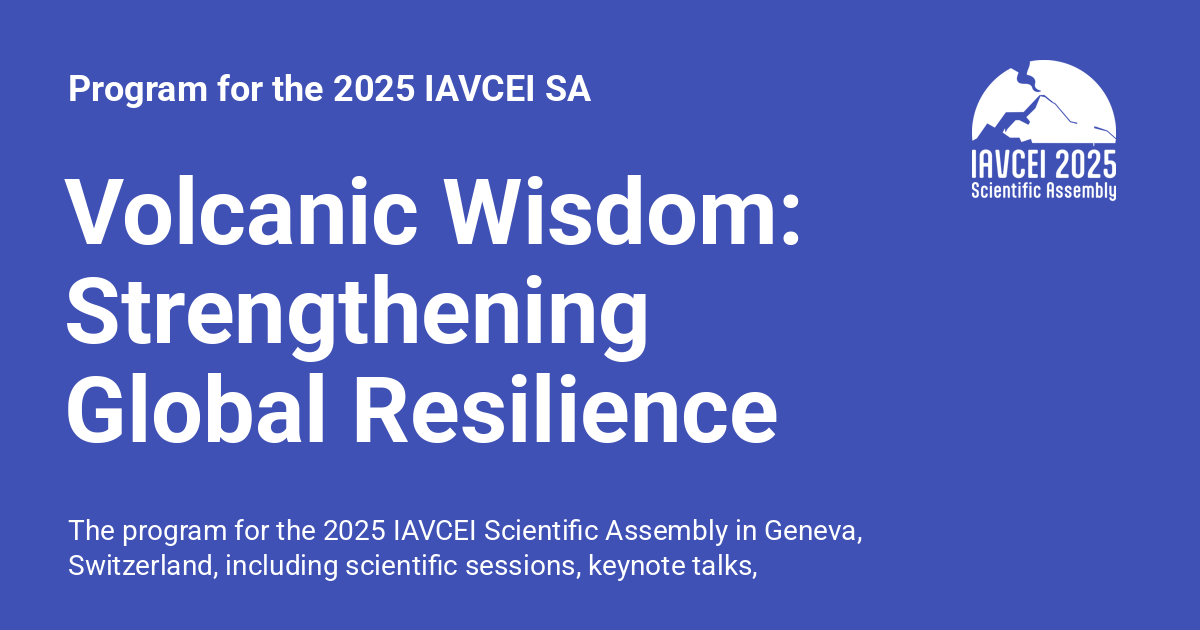 Program for the 2025 IAVCEI SA
IAVCEI 2025
Scientific Assembly
Volcanic Wisdom:
Strengthening
Global Resilience
The program for the 2025 IAVCEI Scientific Assembly in Geneva,
Switzerland, including scientific sessions, keynote talks,